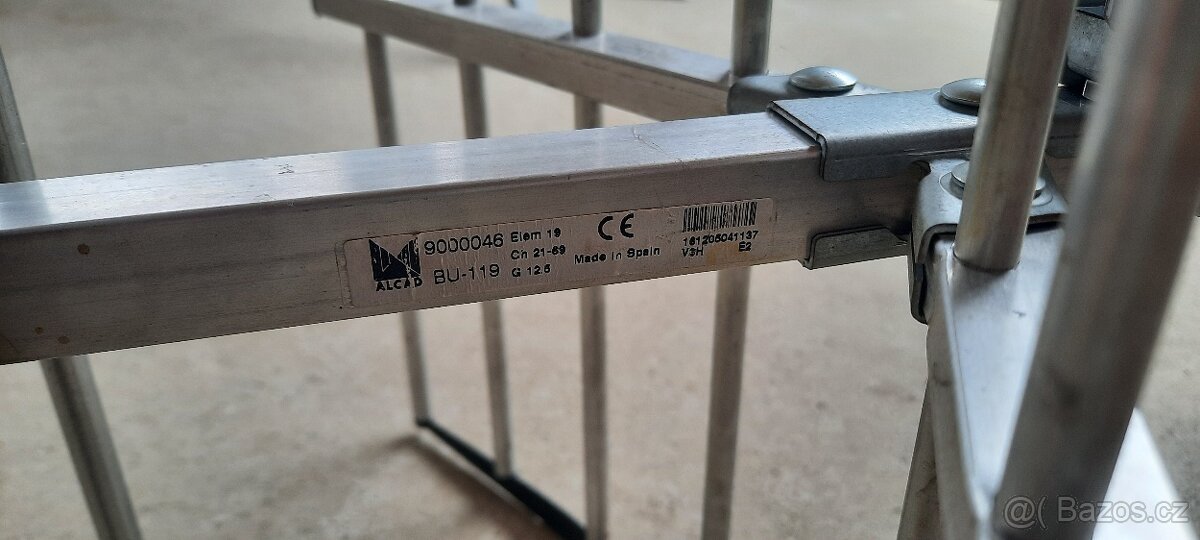 9000046 Elem 19
Ch 21-69
ALCAD BU-119 G 12.5
CE
Made in Spain
161205041137
V3H E2
@( Bazos.cz